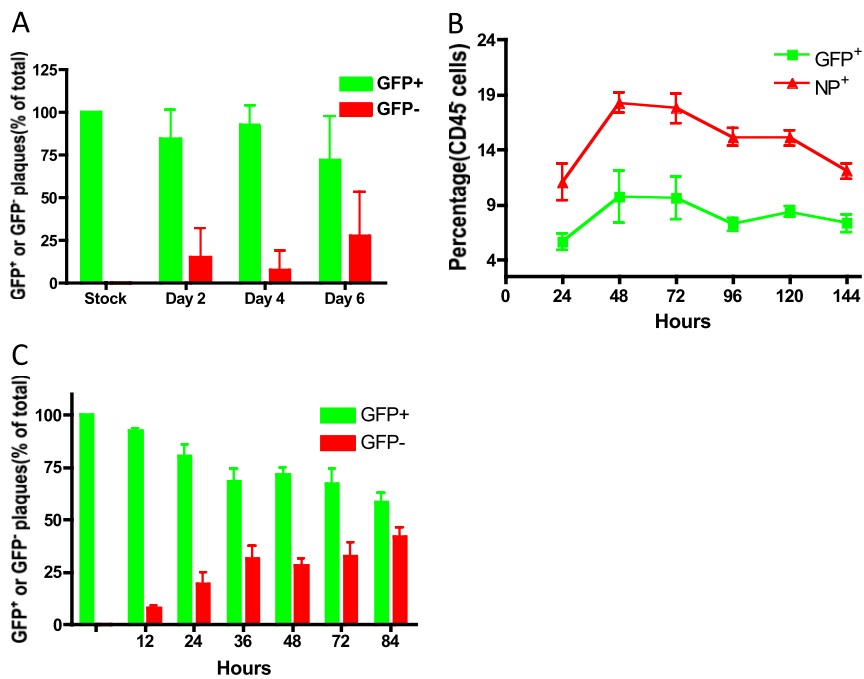 A
GFP+ or GFP- plaques(% of total)
125
100
75
50
25
0
GFP+
GFP-
Stock Day 2 Day 4 Day 6
B
Percentage(CD45- cells)
24
19
14
9
4
GFP+
NP+
0 24 48 72 96 120 144
Hours
C
GFP+ or GFP- plaques(% of total)
100
75
50
25
0
GFP+
GFP-
12 24 36 48 72 84
Hours